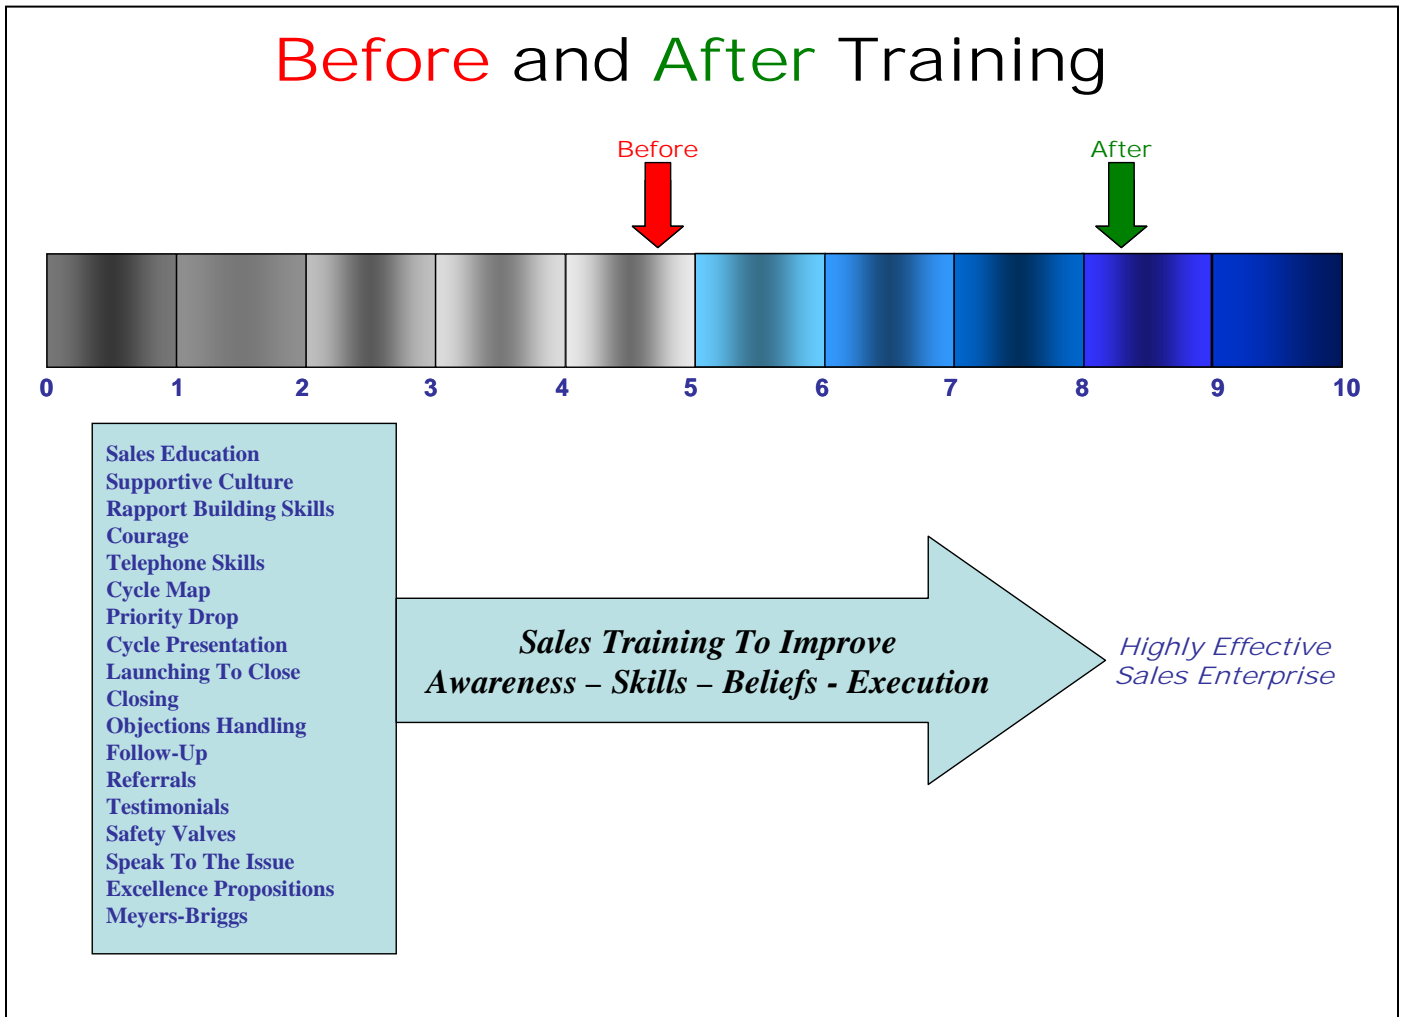 Before and After Training
Before
After
0 1 2 3 4 5 6 7 8 9 10
Sales Education
Supportive Culture
Rapport Building Skills
Courage
Telephone Skills
Cycle Map
Priority Drop
Cycle Presentation
Launching To Close
Closing
Objections Handling
Follow-Up
Referrals
Testimonials
Safety Valves
Speak To The Issue
Excellence Propositions
Meyers-Briggs
Sales Training To Improve
Awareness – Skills – Beliefs - Execution
Highly Effective
Sales Enterprise